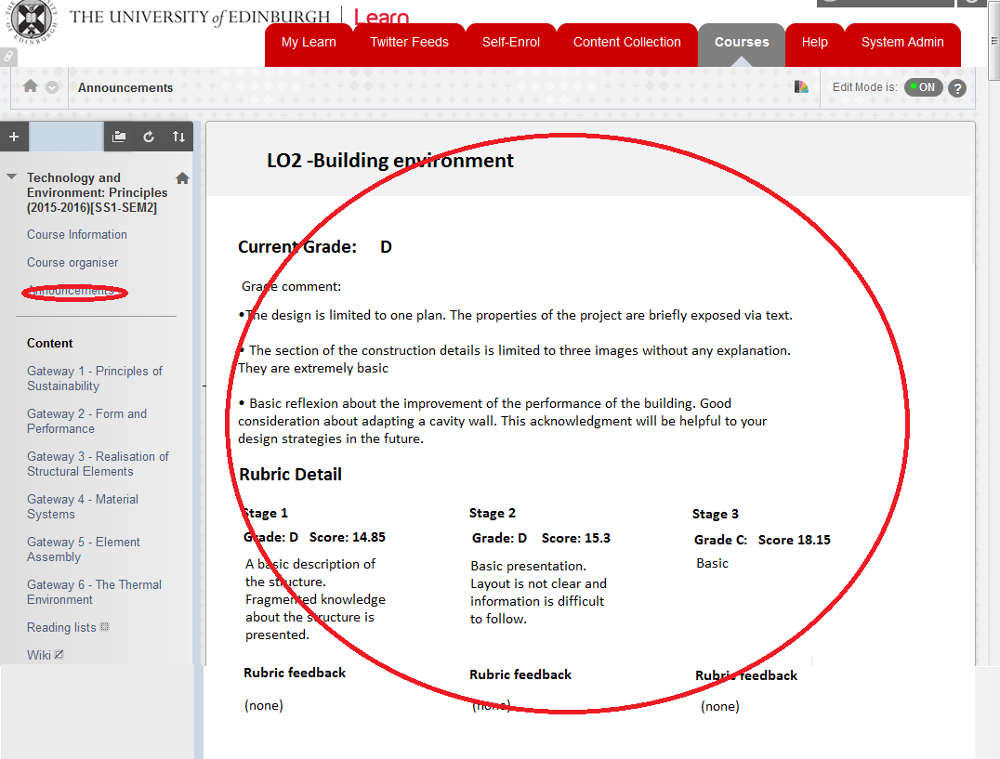 THE UNIVERSITY of EDINBURGH
Learn
My Learn
Twitter Feeds
Self-Enrol
Content Collection
Courses
Help
System Admin
Announcements
Edit Mode is:
ON
?
LO2 -Building environment
Technology and
Environment: Principles
(2015-2016)[SS1-SEM2]
Course Information
Course organiser
Announcements
Content
Gateway 1 - Principles of
Sustainability
Gateway 2 - Form and
Performance
Gateway 3 - Realisation of
Structural Elements
Gateway 4 - Material
Systems
Gateway 5 - Element
Assembly
Gateway 6 - The Thermal
Environment
Reading lists
Wiki
Current Grade: D
Grade comment:
•The design is limited to one plan. The properties of the project are briefly exposed via text.
• The section of the construction details is limited to three images without any explanation.
They are extremely basic
• Basic reflexion about the improvement of the performance of the building. Good
consideration about adapting a cavity wall. This acknowledgment will be helpful to your
design strategies in the future.
Rubric Detail
Stage 1
Grade: D Score: 14.85
A basic description of
the structure.
Fragmented knowledge
about the structure is
presented.
Rubric feedback
(none)
Stage 2
Grade: D Score: 15.3
Basic presentation.
Layout is not clear and
information is difficult
to follow.
Rubric feedback
(none)
Stage 3
Grade C: Score 18.15
Basic
Rubric feedback
(none)